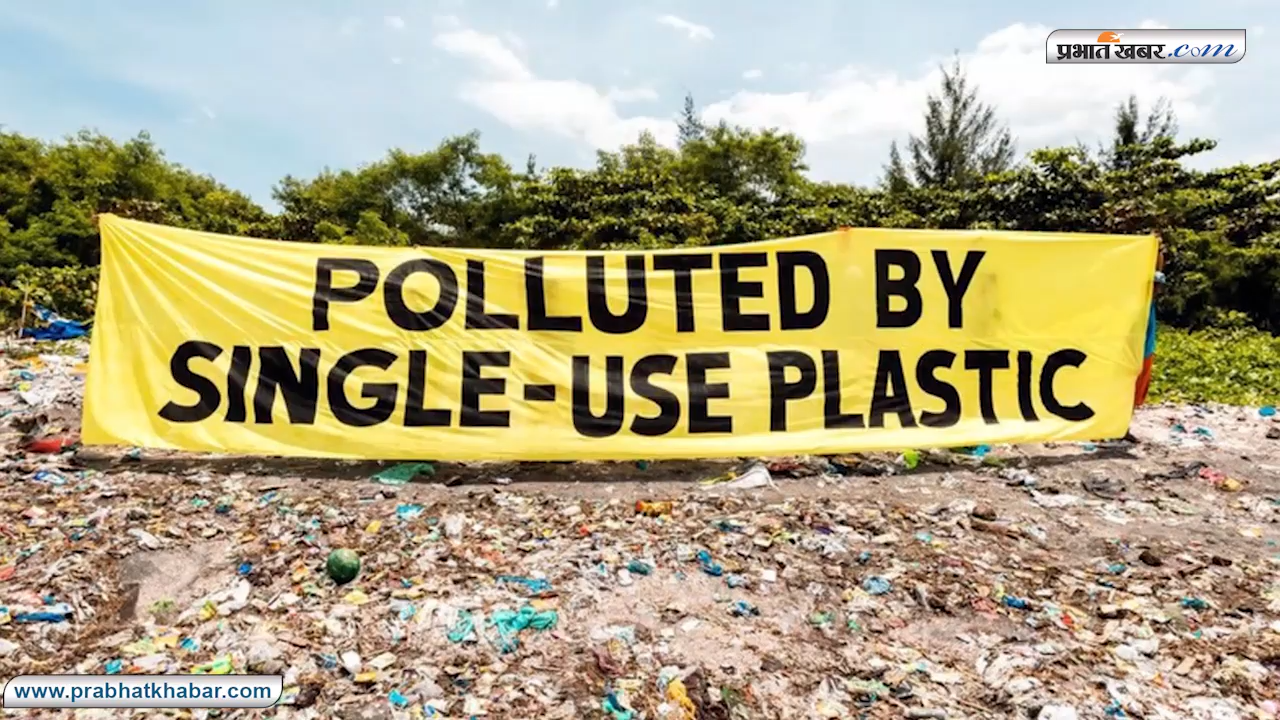 प्रभात खबर.com
POLLUTED BY
SINGLE-USE PLASTIC
www.prabhatkhabar.com